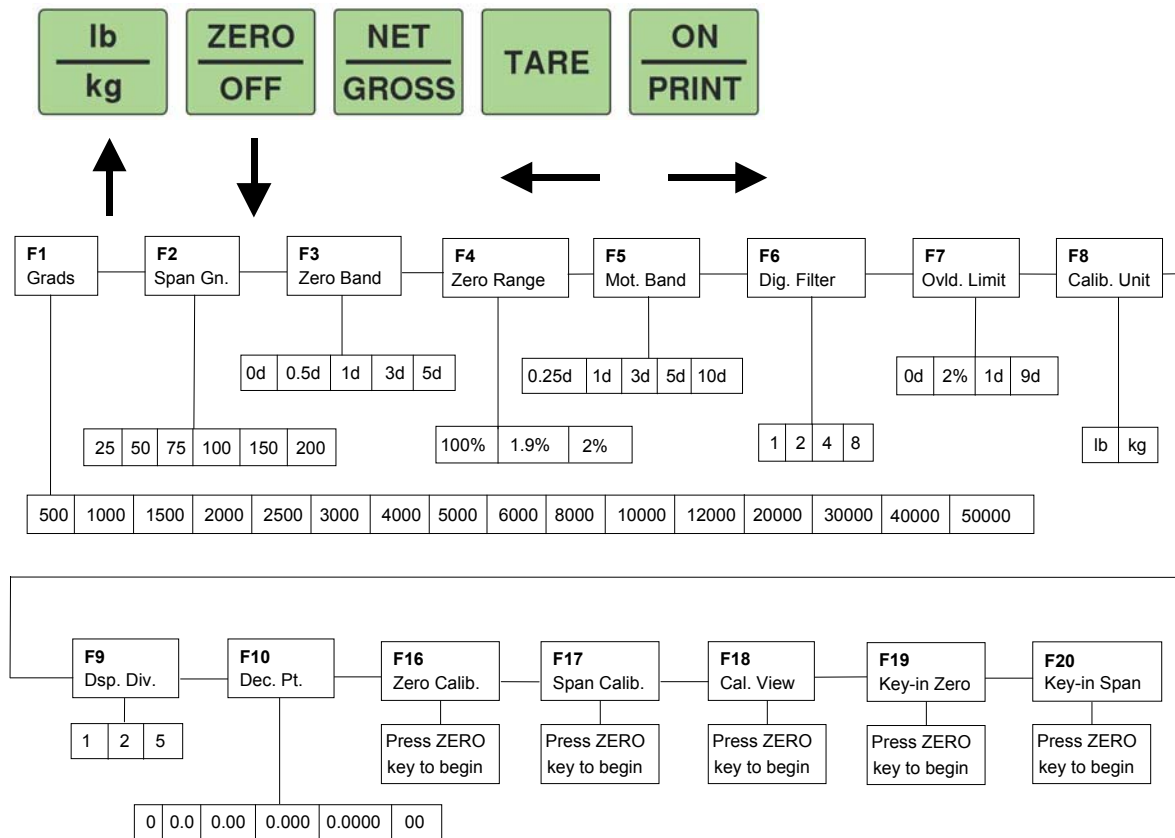 lb
kg
ZERO
OFF
NET
GROSS
TARE
ON
PRINT
F1
Grads
F2
Span Gn.
F3
Zero Band
F4
Zero Range
F5
Mot. Band
F6
Dig. Filter
F7
Ovld. Limit
F8
Calib. Unit
0d 0.5d 1d 3d 5d
0.25d 1d 3d 5d 10d
0d 2% 1d 9d
25 50 75 100 150 200
100% 1.9% 2%
1 2 4 8
lb kg
500 1000 1500 2000 2500 3000 4000 5000 6000 8000 10000 12000 20000 30000 40000 50000
F9
Dsp. Div.
F10
Dec. Pt.
F16
Zero Calib.
F17
Span Calib.
F18
Cal. View
F19
Key-in Zero
F20
Key-in Span
1 2 5
Press ZERO
key to begin
Press ZERO
key to begin
Press ZERO
key to begin
Press ZERO
key to begin
Press ZERO
key to begin
0 0.0 0.00 0.000 0.0000 00